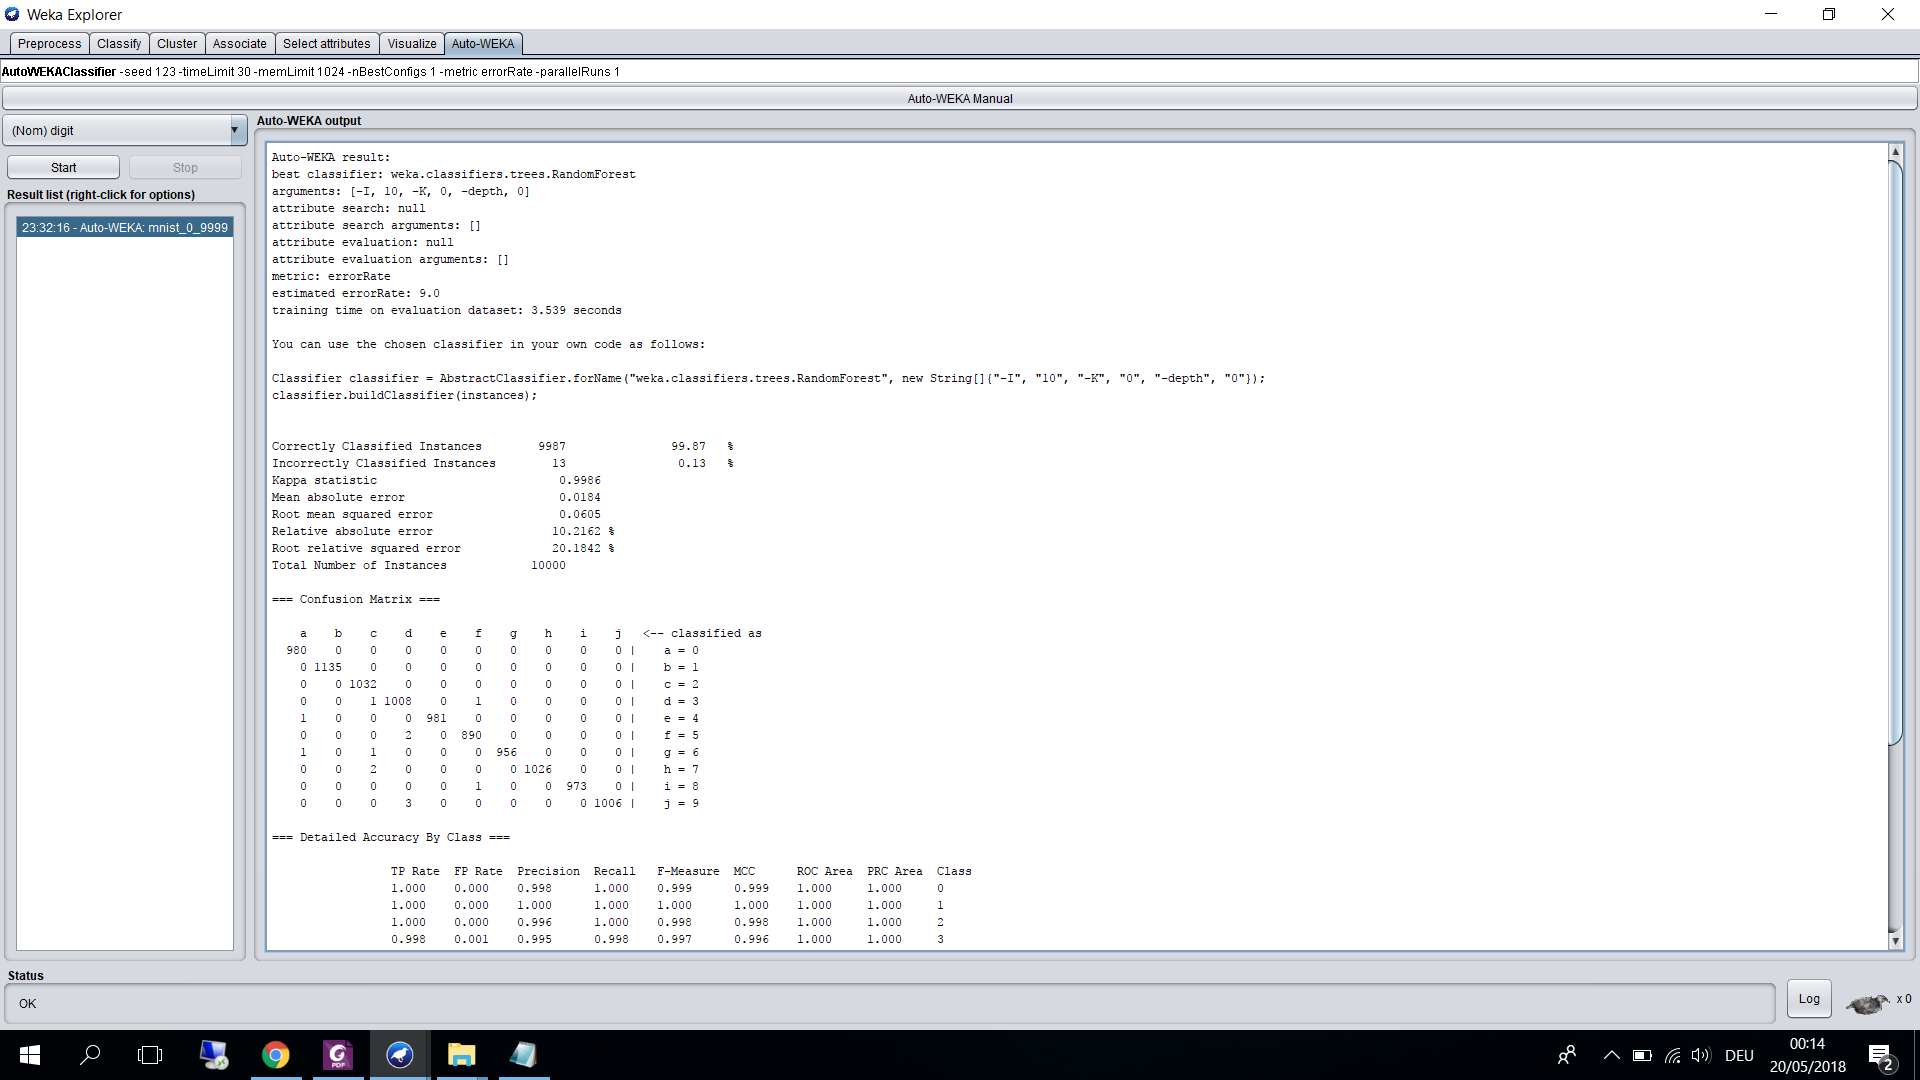 Weka Explorer
Preprocess Classify Cluster Associate Select attributes Visualize Auto-WEKA
AutoWEKAClassifier -seed 123 -timeLimit 30 -memLimit 1024 -nBestConfigs 1 -metric errorRate -parallelRuns 1
Auto-WEKA Manual
(Nom) digit
Start Stop
Result list (right-click for options)
23:32:16 - Auto-WEKA: mnist_0_9999
Auto-WEKA output
Auto-WEKA result:
best classifier: weka.classifiers.trees.RandomForest
arguments: [-I, 10, -K, 0, -depth, 0]
attribute search: null
attribute search arguments: []
attribute evaluation: null
attribute evaluation arguments: []
metric: errorRate
estimated errorRate: 9.0
training time on evaluation dataset: 3.539 seconds
You can use the chosen classifier in your own code as follows:
Classifier classifier = AbstractClassifier.forName("weka.classifiers.trees.RandomForest", new String[]{"-I", "10", "-K", "0", "-depth", "0"});
classifier.buildClassifier(instances);
Correctly Classified Instances 9987 99.87 %
Incorrectly Classified Instances 13 0.13 %
Kappa statistic 0.9986
Mean absolute error 0.0184
Root mean squared error 0.0605
Relative absolute error 10.2162 %
Root relative squared error 20.1842 %
Total Number of Instances 10000
=== Confusion Matrix ===
a b c d e f g h i j <-- classified as
980 0 0 0 0 0 0 0 0 0 | a = 0
0 1135 0 0 0 0 0 0 0 0 | b = 1
0 0 1032 0 0 0 0 0 0 0 | c = 2
0 0 1 1008 0 1 0 0 0 0 | d = 3
1 0 0 0 981 0 0 0 0 0 | e = 4
0 0 0 2 0 890 0 0 0 0 | f = 5
1 0 1 0 0 0 956 0 0 0 | g = 6
0 0 2 0 0 0 0 1026 0 0 | h = 7
0 0 0 0 0 1 0 0 973 0 | i = 8
0 0 0 3 0 0 0 0 0 1006 | j = 9
=== Detailed Accuracy By Class ===
TP Rate FP Rate Precision Recall F-Measure MCC ROC Area PRC Area Class
1.000 0.000 0.998 1.000 0.999 0.999 1.000 1.000 0
1.000 0.000 1.000 1.000 1.000 1.000 1.000 1.000 1
1.000 0.000 0.996 1.000 0.998 0.998 1.000 1.000 2
0.998 0.001 0.995 0.998 0.997 0.996 1.000 1.000 3
Status
OK
Log
x 0
PDF
DEU
00:14
20/05/2018
2